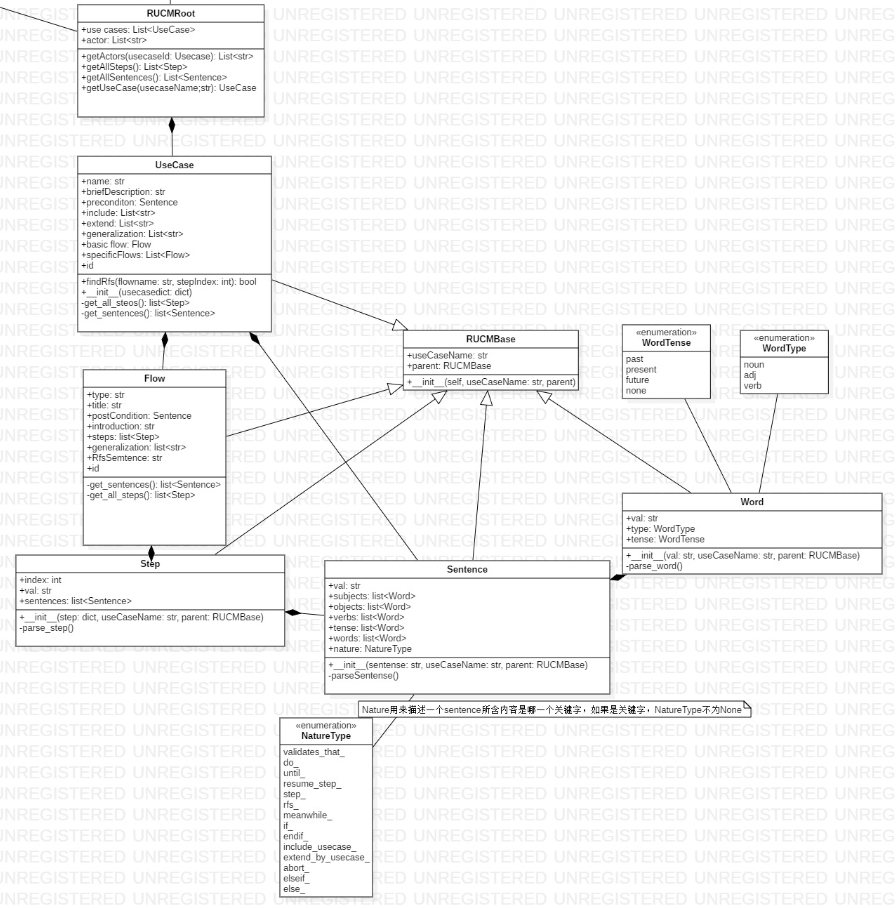 RUCMRoot
+use cases: List<UseCase>
+actor: List<str>
+getActors(usecaseId: Usecase): List<str>
+getAllSteps(): List<Step>
+getAllSentences(): List<Sentence>
+getUseCase(usecaseName;str): UseCase
UseCase
+name: str
+briefDescription: str
+preconditon: Sentence
+include: List<str>
+extend: List<str>
+generalization: List<str>
+basic flow: Flow
+specificFlows: List<Flow>
+id
+findRfs(flowname: str, stepIndex: int): bool
+__init__(usecasedict: dict)
-get_all_steos(): list<Step>
-get_sentences(): list<Sentence>
RUCMBase
+useCaseName: str
+parent: RUCMBase
+__init__(self, useCaseName: str, parent)
«enumeration»
WordTense
past
present
future
none
«enumeration»
WordType
noun
adj
verb
Flow
+type: str
+title: str
+postCondition: Sentence
+introduction: str
+steps: list<Step>
+generalization: list<str>
+RfsSemtence: str
+id
-get_sentences(): list<Sentence>
-get_all_steps(): list<Step>
Word
+val: str
+type: WordType
+tense: WordTense
+__init__(val: str, useCaseName: str, parent: RUCMBase)
-parse_word()
Step
+index: int
+val: str
+sentences: list<Sentence>
+__init__(step: dict, useCaseName: str, parent: RUCMBase)
-parse_step()
Sentence
+val: str
+subjects: list<Word>
+objects: list<Word>
+verbs: list<Word>
+tense: list<Word>
+words: list<Word>
+nature: NatureType
+__init__(sentense: str, useCaseName: str, parent: RUCMBase)
-parseSentense()
Nature用来描述一个sentence所含内容是哪一个关键字，如果是关键字，NatureType不为None
«enumeration»
NatureType
validates_that_
do_
until_
resume_step_
step_
rfs_
meanwhile_
if_
endif_
include_usecase_
extend_by_usecase_
abort_
elseif_
else_